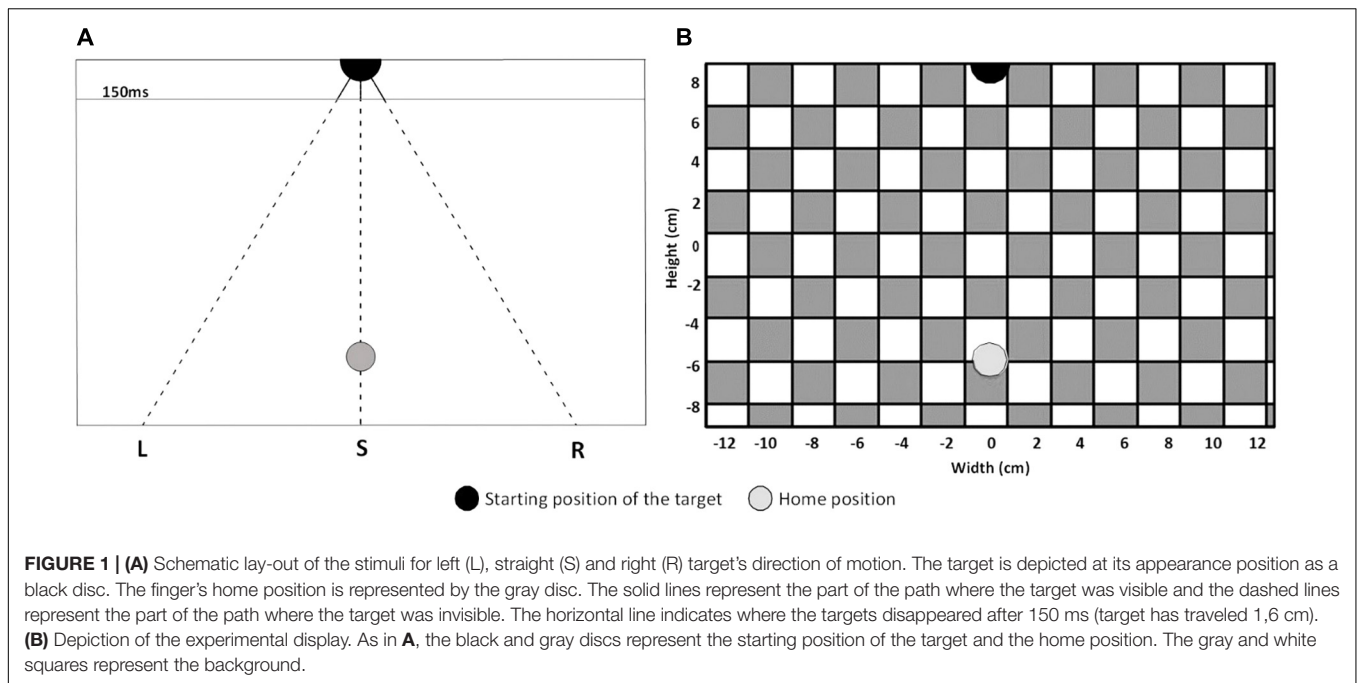 A
150ms
L S R
B
8
6
4
2
0
-2
-4
-6
-8
Height (cm)
-12 -10 -8 -6 -4 -2 0 2 4 6 8 10 12
Width (cm)
Starting position of the target Home position
FIGURE 1 | (A) Schematic lay-out of the stimuli for left (L), straight (S) and right (R) target's direction of motion. The target is depicted at its appearance position as a
black disc. The finger's home position is represented by the gray disc. The solid lines represent the part of the path where the target was visible and the dashed lines
represent the part of the path where the target was invisible. The horizontal line indicates where the targets disappeared after 150 ms (target has traveled 1,6 cm).
(B) Depiction of the experimental display. As in A, the black and gray discs represent the starting position of the target and the home position. The gray and white
squares represent the background.